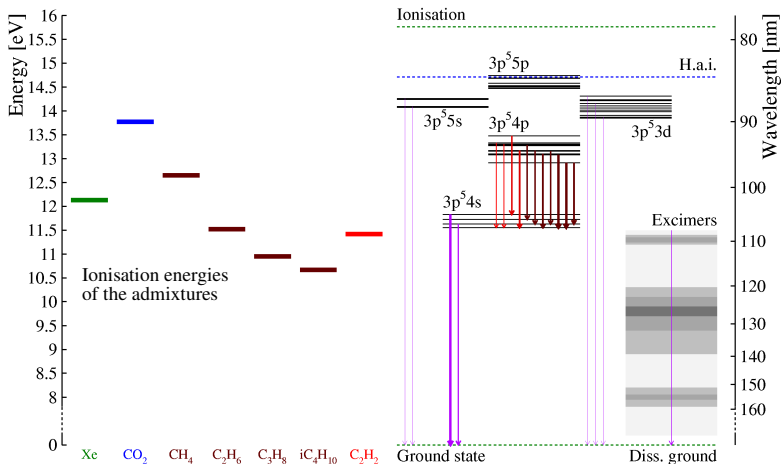 Energy [eV]
16
15.5
15
14.5
14
13.5
13
12.5
12
11.5
11
10.5
10
9.5
9
8.5
8
0
Ionisation energies
of the admixtures
Xe CO₂ CH₄ C₂H₆ C₃H₈ iC₄H₁₀ C₂H₂
Ionisation
H.a.i.
3p⁵5p
3p⁵5s
3p⁵4p
3p⁵3d
3p⁵4s
Excimers
Ground state
Diss. ground
Wavelength [nm]
80
90
100
110
120
130
140
150
160